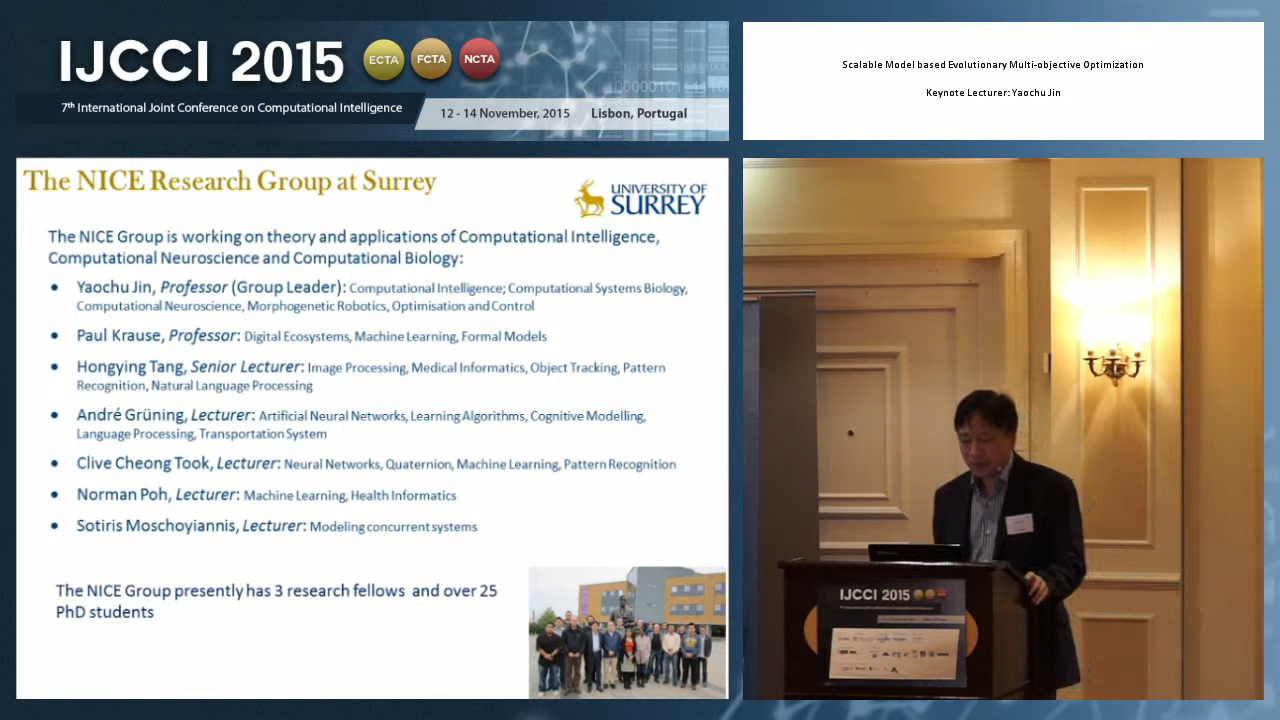 IJCCI 2015
ECTA
FCTA
NCTA
7th International Joint Conference on Computational Intelligence
12 - 14 November, 2015 Lisbon, Portugal
Scalable Model based Evolutionary Multi-objective Optimization
Keynote Lecturer: Yaochu Jin
The NICE Research Group at Surrey
UNIVERSITY OF
SURREY
The NICE Group is working on theory and applications of Computational Intelligence,
Computational Neuroscience and Computational Biology:
• Yaochu Jin, Professor (Group Leader): Computational Intelligence; Computational Systems Biology,
Computational Neuroscience, Morphogenetic Robotics, Optimisation and Control
• Paul Krause, Professor: Digital Ecosystems, Machine Learning, Formal Models
• Hongying Tang, Senior Lecturer: Image Processing, Medical Informatics, Object Tracking, Pattern
Recognition, Natural Language Processing
• André Grüning, Lecturer: Artificial Neural Networks, Learning Algorithms, Cognitive Modelling,
Language Processing, Transportation System
• Clive Cheong Took, Lecturer: Neural Networks, Quaternion, Machine Learning, Pattern Recognition
• Norman Poh, Lecturer: Machine Learning, Health Informatics
• Sotiris Moschoyiannis, Lecturer: Modeling concurrent systems
The NICE Group presently has 3 research fellows and over 25
PhD students
IJCCI 2015